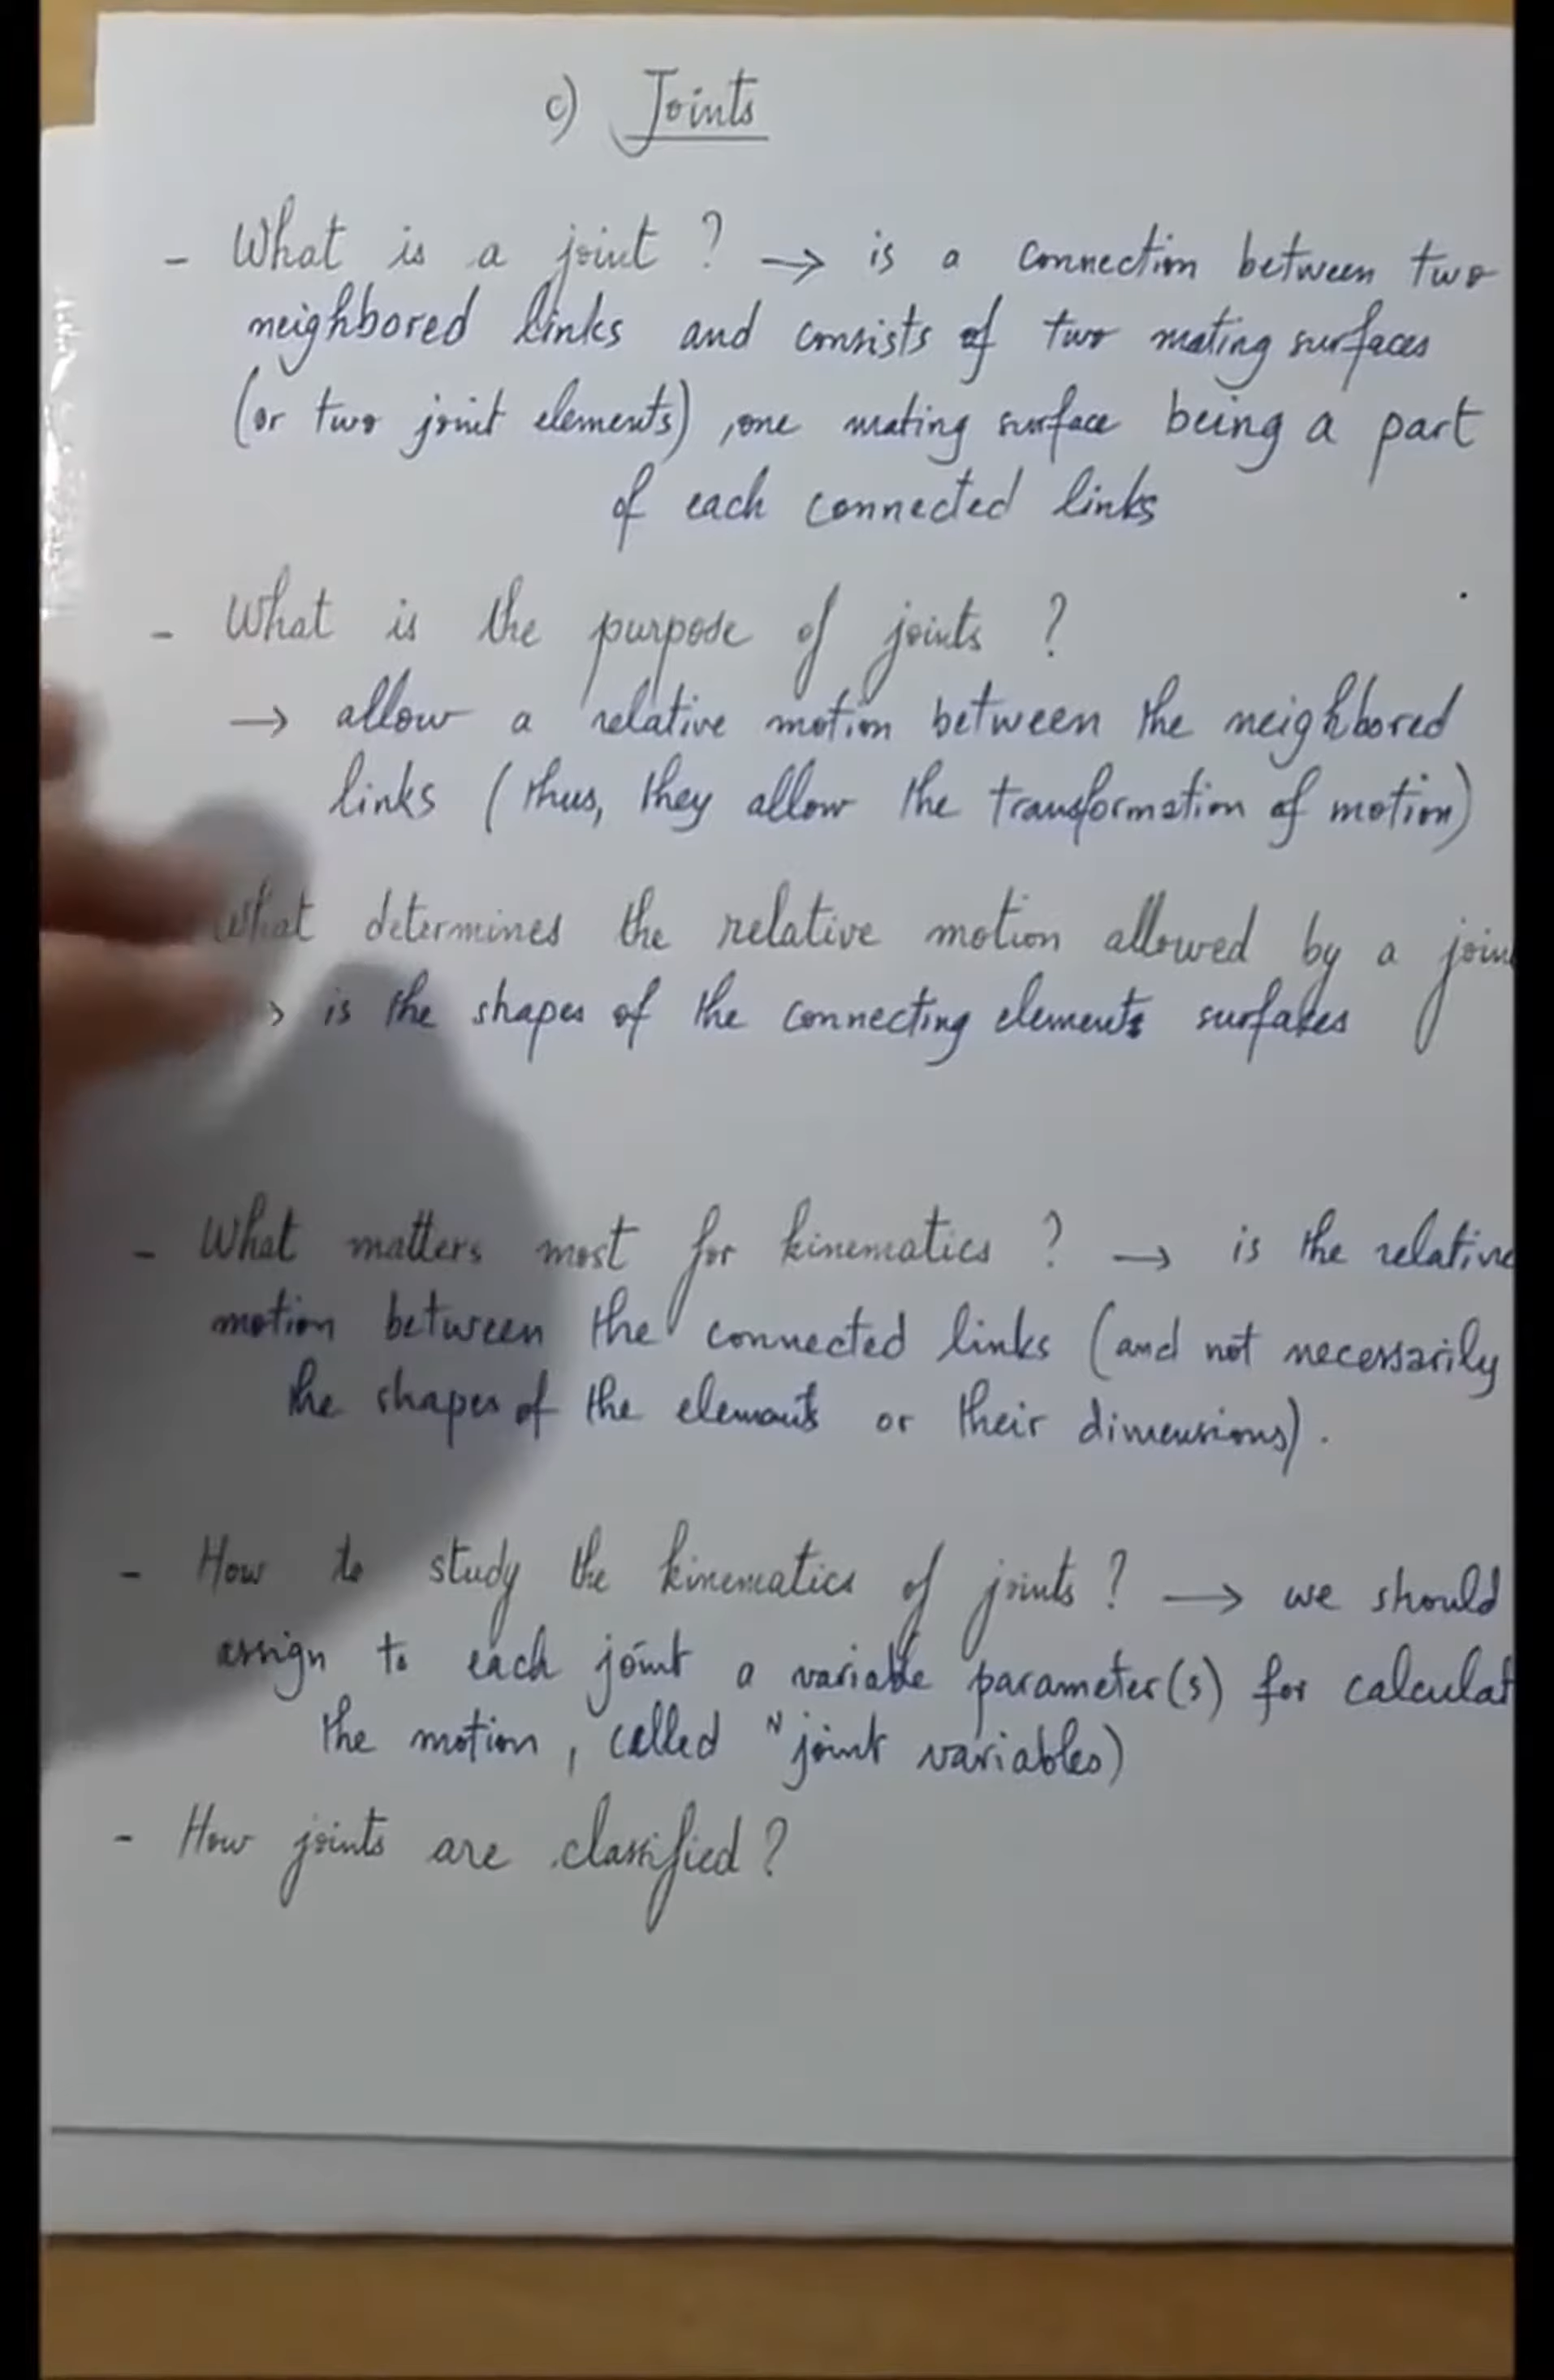 c) Joints
- What is a joint ? → is a connection between two
neighbored links and consists of two mating surfaces
(or two joint elements) , one mating surface being a part
of each connected links
- What is the purpose of joints ?
→ allow a relative motion between the neighbored
links ( thus, they allow the transformation of motion)
What determines the relative motion allowed by a join
> is the shapes of the connecting elements surfaces
- What matters most for kinematics ? → is the relative
motion between the connected links (and not necessarily
the shapes of the elements or their dimensions) .
- How to study the kinematics of joints ? → we should
assign to each joint a variable parameter(s) for calculat
the motion , called "joint variables)
- How joints are classified ?